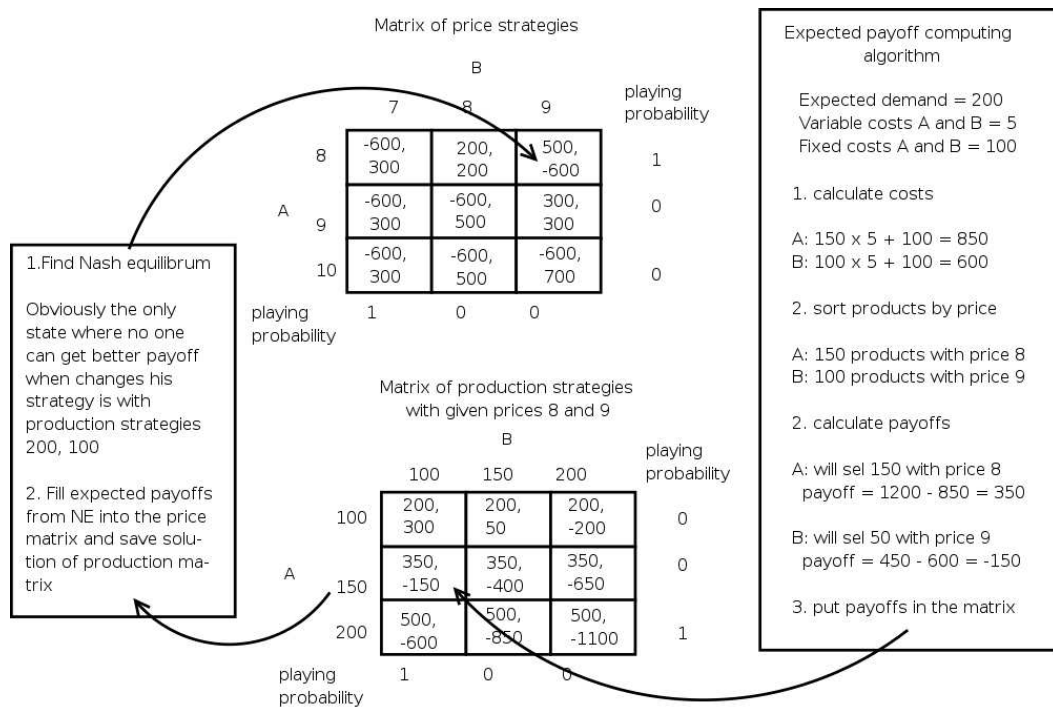 Matrix of price strategies
B
7 8 9
playing
probability
8
-600,
300
200,
200
500,
-600
1
A
9
-600,
300
-600,
500
300,
300
0
10
-600,
300
-600,
500
-600,
700
0
playing
probability
1 0 0
1.Find Nash equilibrum
Obviously the only
state where no one
can get better payoff
when changes his
strategy is with
production strategies
200, 100
2. Fill expected payoffs
from NE into the price
matrix and save solu-
tion of production ma-
trix
Matrix of production strategies
with given prices 8 and 9
B
100 150 200
playing
probability
100
200,
300
200,
50
200,
-200
0
A
150
350,
-150
350,
-400
350,
-650
0
200
500,
-600
500,
-850
500,
-1100
1
playing
probability
1 0 0
Expected payoff computing
algorithm
Expected demand = 200
Variable costs A and B = 5
Fixed costs A and B = 100
1. calculate costs
A: 150 x 5 + 100 = 850
B: 100 x 5 + 100 = 600
2. sort products by price
A: 150 products with price 8
B: 100 products with price 9
2. calculate payoffs
A: will sel 150 with price 8
payoff = 1200 - 850 = 350
B: will sel 50 with price 9
payoff = 450 - 600 = -150
3. put payoffs in the matrix